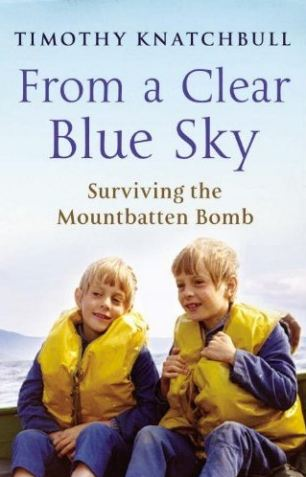 TIMOTHY KNATCHBULL
From a Clear
Blue Sky
Surviving the
Mountbatten Bomb